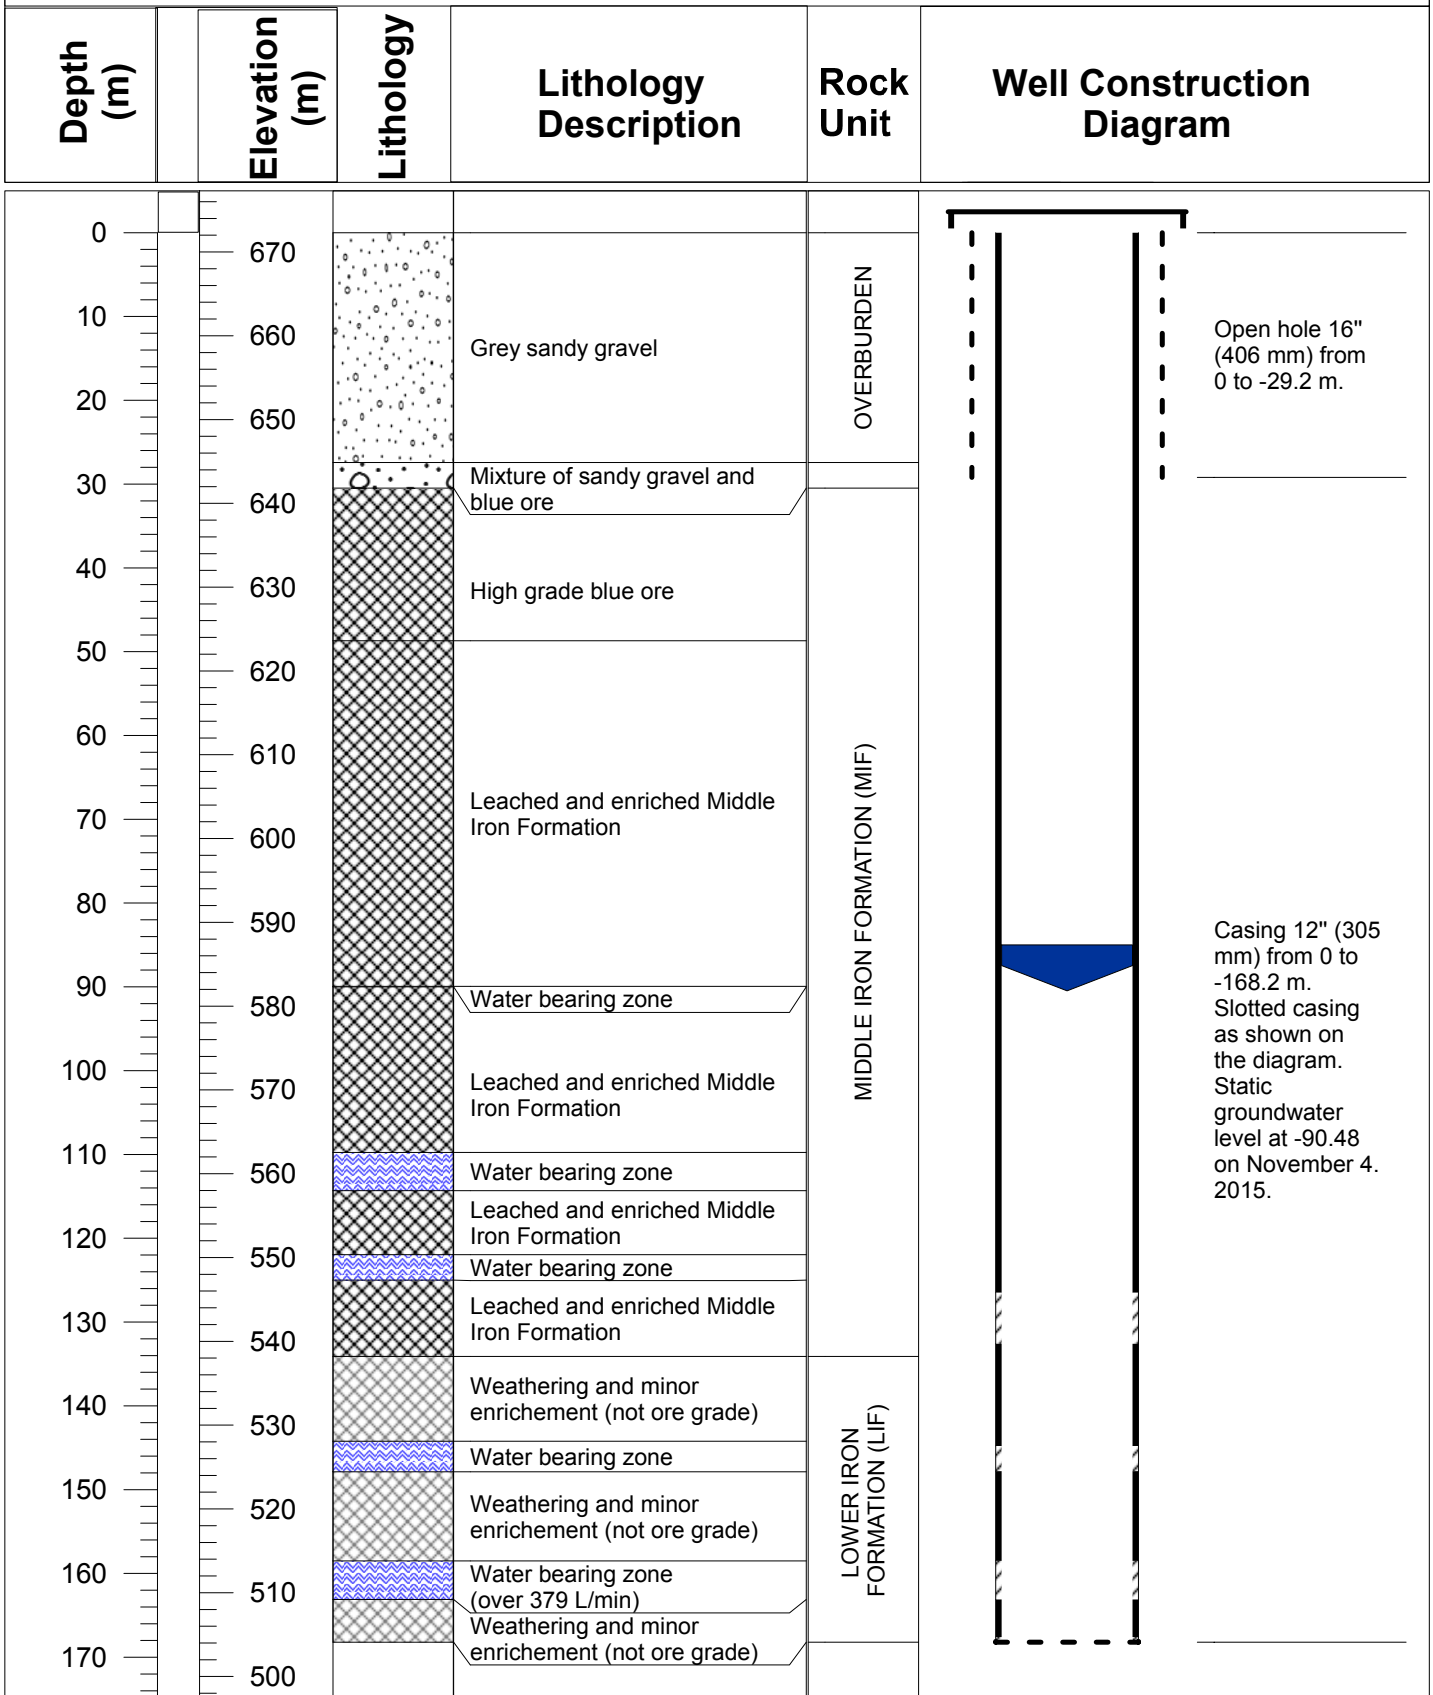 Depth
(m)
Elevation
(m)
Lithology
Lithology
Description
Rock
Unit
Well Construction
Diagram
0
10
20
30
40
50
60
70
80
90
100
110
120
130
140
150
160
170
670
660
650
640
630
620
610
600
590
580
570
560
550
540
530
520
510
500
Grey sandy gravel
Mixture of sandy gravel and
blue ore
High grade blue ore
Leached and enriched Middle
Iron Formation
Water bearing zone
Leached and enriched Middle
Iron Formation
Water bearing zone
Leached and enriched Middle
Iron Formation
Water bearing zone
Leached and enriched Middle
Iron Formation
Weathering and minor
enrichement (not ore grade)
Water bearing zone
Weathering and minor
enrichement (not ore grade)
Water bearing zone
(over 379 L/min)
Weathering and minor
enrichement (not ore grade)
OVERBURDEN
MIDDLE IRON FORMATION (MIF)
LOWER IRON
FORMATION (LIF)
Open hole 16"
(406 mm) from
0 to -29.2 m.
Casing 12" (305
mm) from 0 to
-168.2 m.
Slotted casing
as shown on
the diagram.
Static
groundwater
level at -90.48
on November 4.
2015.